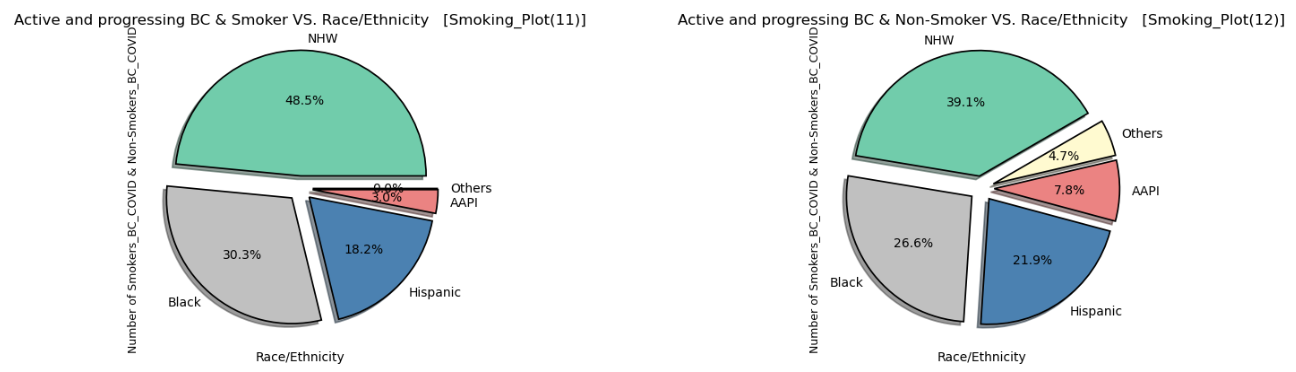 Active and progressing BC & Smoker VS. Race/Ethnicity   [Smoking_Plot(11)]
Number of Smokers_BC_COVID & Non-Smokers_BC_COVID
NHW
48.5%
0.0%
Others
3.0%
AAPI
18.2%
30.3%
Hispanic
Black
Race/Ethnicity
Active and progressing BC & Non-Smoker VS. Race/Ethnicity   [Smoking_Plot(12)]
Number of Smokers_BC_COVID & Non-Smokers_BC_COVID
NHW
39.1%
Others
4.7%
7.8%
AAPI
26.6%
21.9%
Black
Hispanic
Race/Ethnicity